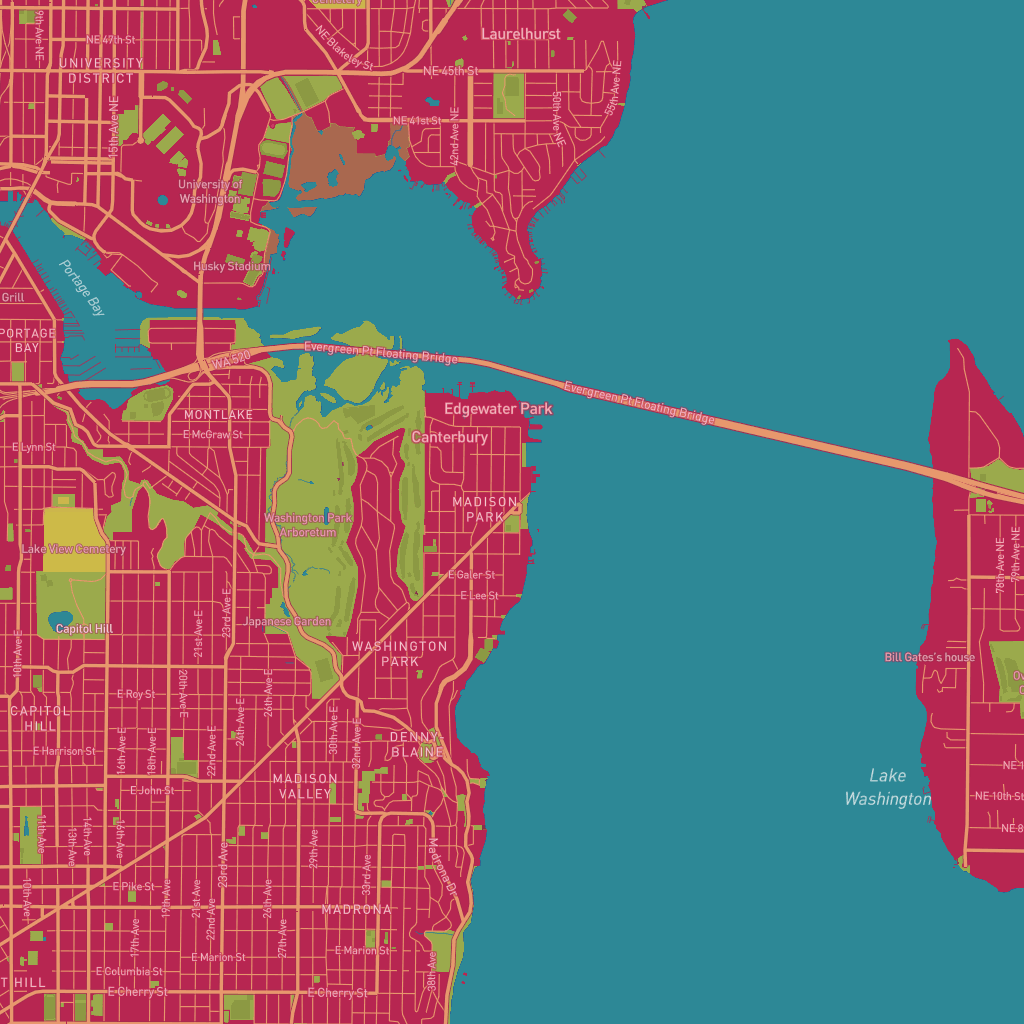 Cemetery
9th Ave NE
NE 47th St
NE Blakeley St
Laurelhurst
UNIVERSITY
DISTRICT
NE 45th St
55th Ave NE
50th Ave NE
15th Ave NE
NE 41st St
42nd Ave NE
University of
Washington
Portage Bay
Husky Stadium
Grill
PORTAGE
BAY
WA 520
Evergreen Pt Floating Bridge
Evergreen Pt Floating Bridge
MONTLAKE
Edgewater Park
E McGraw St
Canterbury
E Lynn St
MADISON
PARK
Washington Park
Arboretum
Lake View Cemetery
78th Ave NE
79th Ave NE
E Galer St
E Lee St
23rd Ave E
21st Ave E
Japanese Garden
Capitol Hill
10th Ave E
WASHINGTON
PARK
Bill Gates's house
E Roy St
20th Ave E
26th Ave E
CAPITOL
HILL
24th Ave E
30th Ave E
32nd Ave E
DENNY-
BLAINE
E Harrison St
16th Ave E
18th Ave E
22nd Ave E
MADISON
VALLEY
Lake
Washington
NE 10th St
E John St
NE 8
11th Ave
13th Ave
14th Ave
16th Ave
29th Ave
23rd Ave
33rd Ave
Madrona Dr
E Pike St
10th Ave
19th Ave
21st Ave
22nd Ave
26th Ave
MADRONA
17th Ave
27th Ave
E Marion St
E Marion St
38th Ave
E Columbia St
T HILL
E Cherry St
E Cherry St